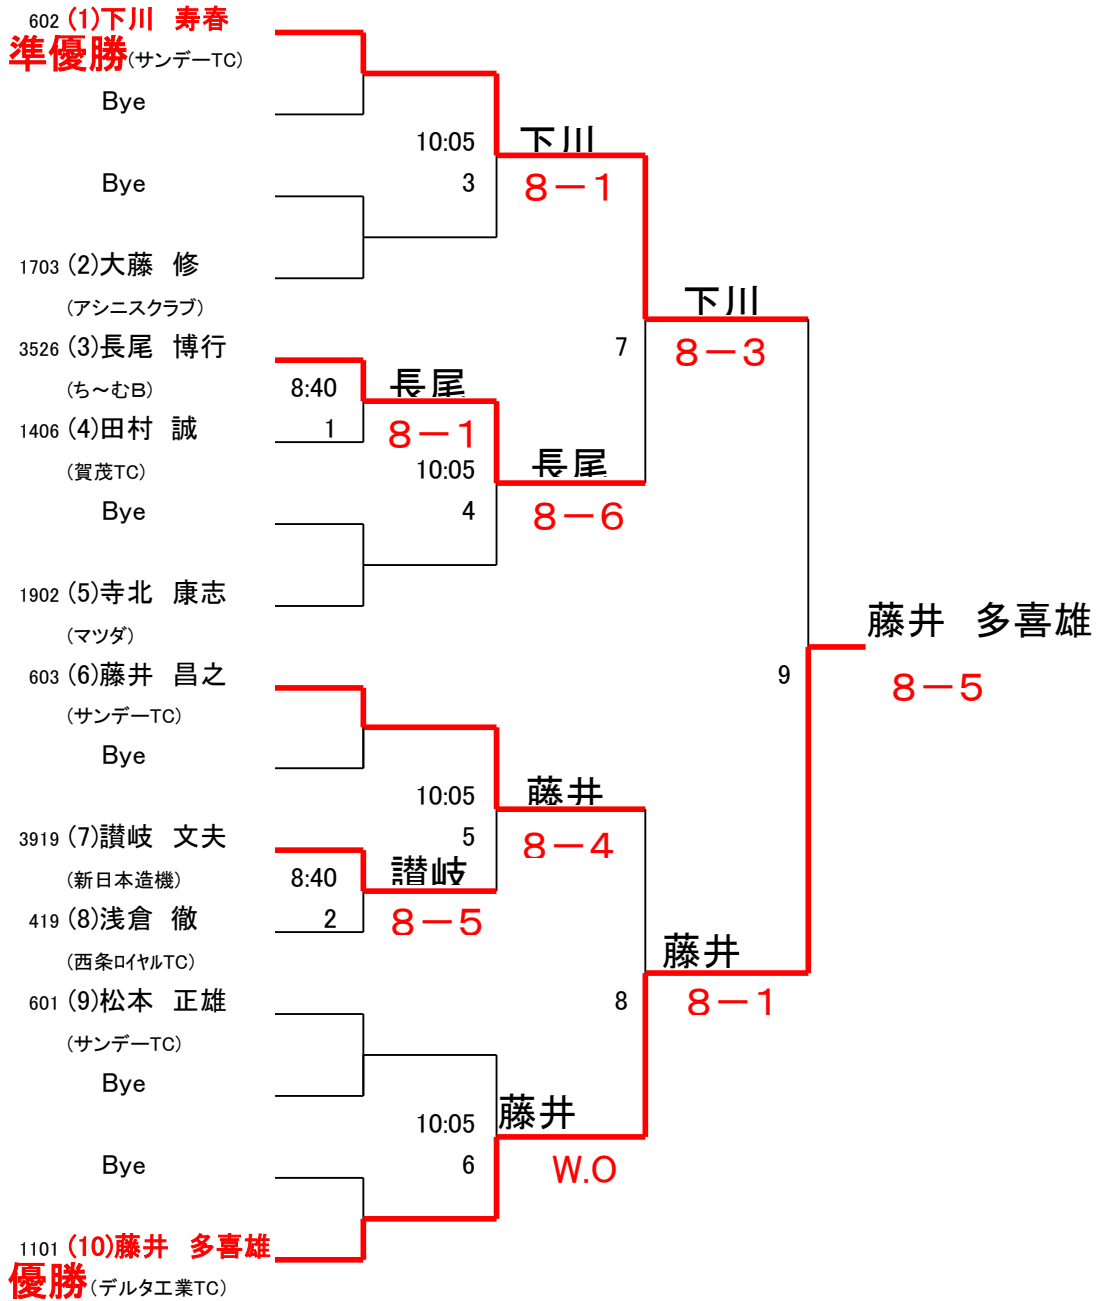 602 (1)下川　寿春
準優勝(サンデーTC)
Bye
10:05 下川
Bye 3 8－1
1703 (2)大藤　修
(アシニスクラブ)
下川
3526 (3)長尾　博行 7 8－3
(ち～むB) 8:40 長尾
1406 (4)田村　誠 1 8－1
(賀茂TC) 10:05 長尾
Bye 4 8－6
1902 (5)寺北　康志
(マツダ)
藤井　多喜雄
603 (6)藤井　昌之 9 8－5
(サンデーTC)
Bye
10:05 藤井
3919 (7)讃岐　文夫 5 8－4
(新日本造機) 8:40 讃岐
419 (8)浅倉　徹 2 8－5
(西条ロイヤルTC) 藤井
601 (9)松本　正雄 8 8－1
(サンデーTC)
Bye
10:05 藤井
Bye 6 W.O
1101 (10)藤井　多喜雄
優勝(デルタ工業TC)